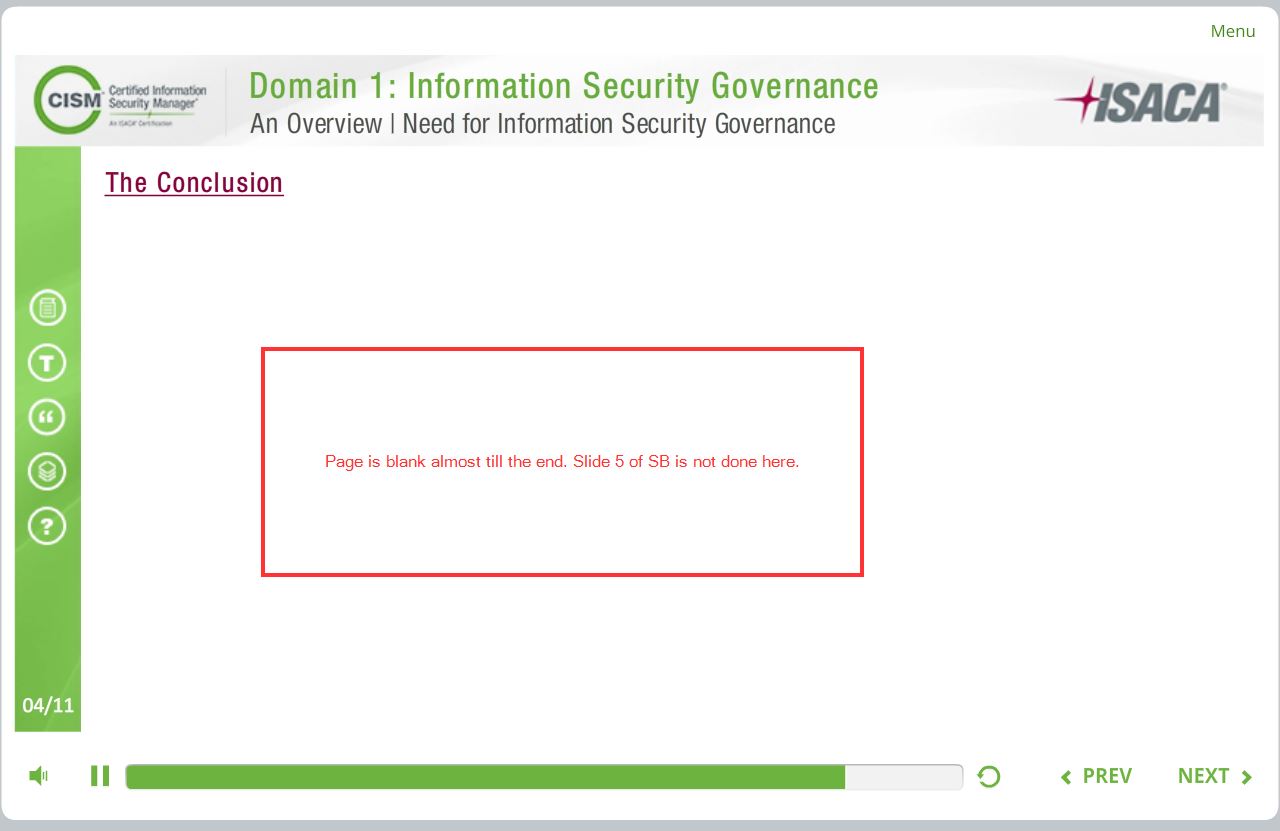 Menu
CISM
Certified Information
Security Manager®
An ISACA® Certification
Domain 1: Information Security Governance
An Overview | Need for Information Security Governance
ISACA®
The Conclusion
T
“
?
Page is blank almost till the end. Slide 5 of SB is not done here.
04/11
PREV
NEXT